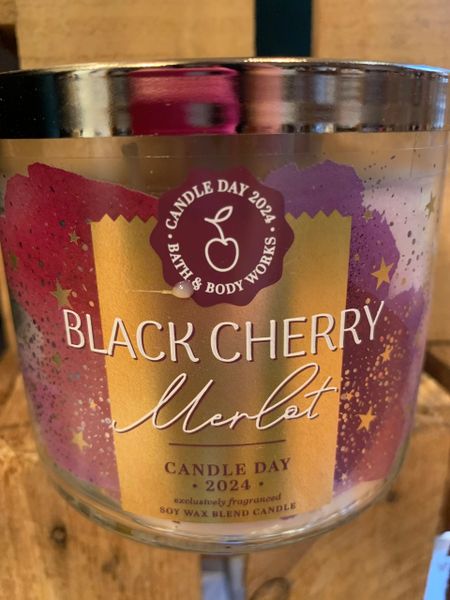 CANDLE DAY 2024
• BATH & BODY WORKS •
BLACK CHERRY
Merlot
CANDLE DAY
• 2024 •
exclusively fragranced
SOY WAX BLEND CANDLE